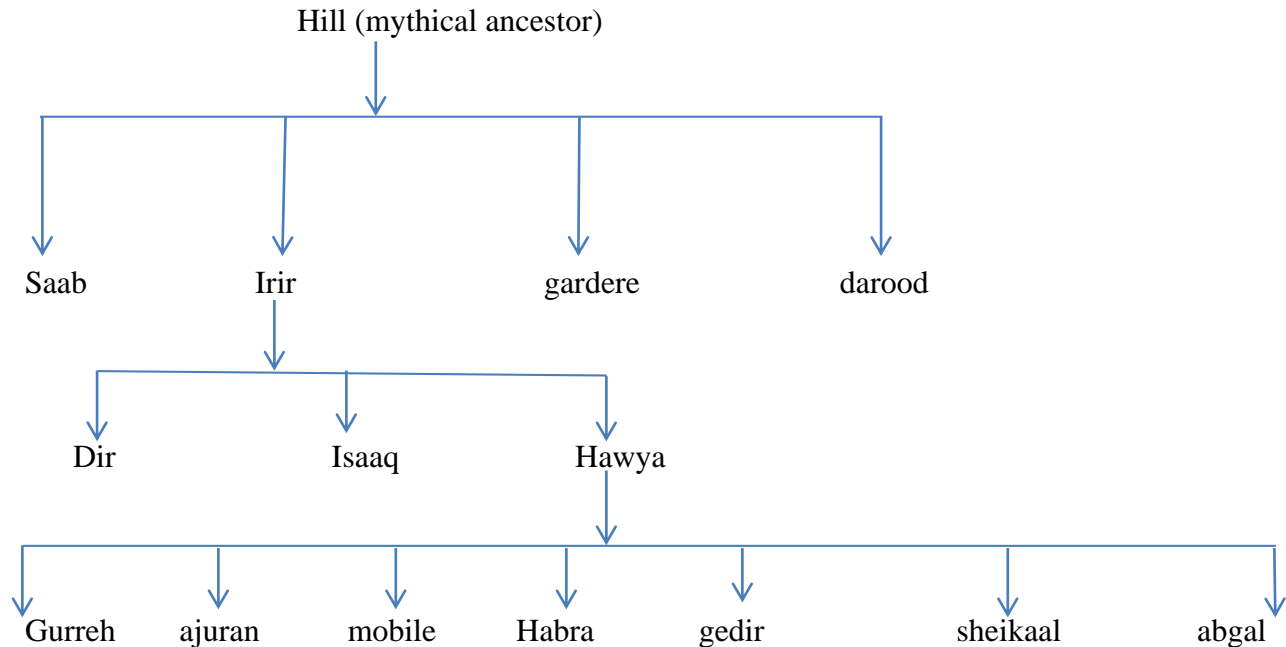 Hill (mythical ancestor)
Saab Irir gardere darood
Dir Isaaq Hawya
Gurreh ajuran mobile Habra gedir sheikaal abgal